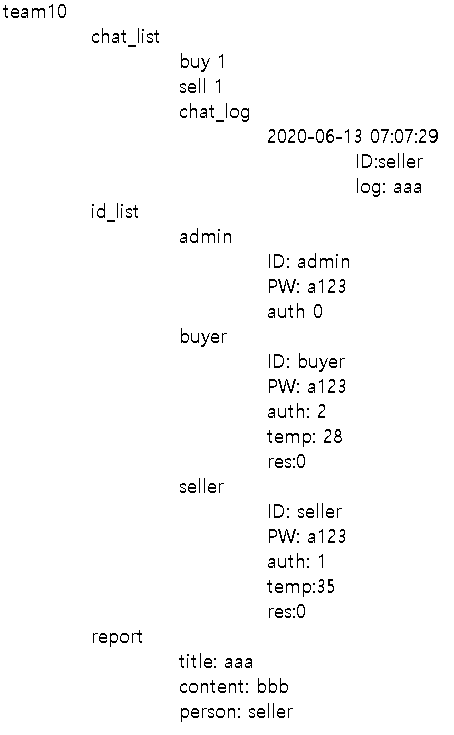 team10
chat_list
buy 1
sell 1
chat_log
2020-06-13 07:07:29
ID:seller
log: aaa
id_list
admin
ID: admin
PW: a123
auth 0
buyer
ID: buyer
PW: a123
auth: 2
temp: 28
res:0
seller
ID: seller
PW: a123
auth: 1
temp:35
res:0
report
title: aaa
content: bbb
person: seller